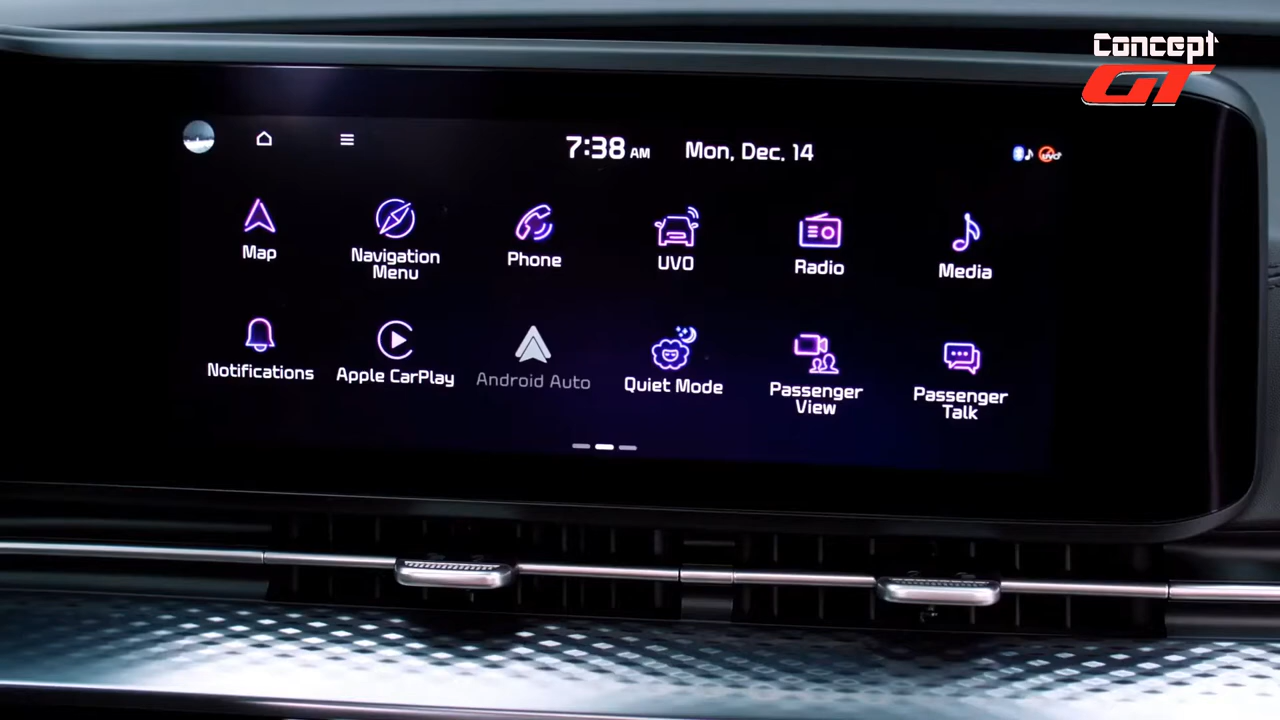 Concept
GT
7:38 AM Mon, Dec. 14
Map
Navigation
Menu
Phone
UVO
Radio
Media
Notifications
Apple CarPlay
Android Auto
Quiet Mode
Passenger
View
Passenger
Talk